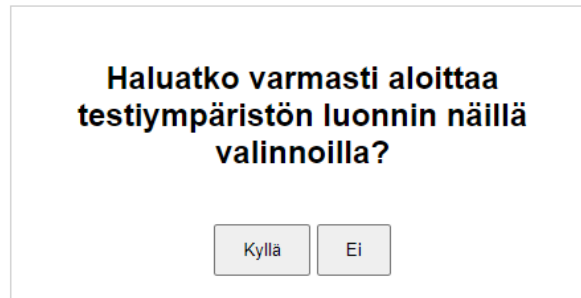 Haluatko varmasti aloittaa
testiympäristön luonnin näillä
valinnoilla?
Kyllä Ei